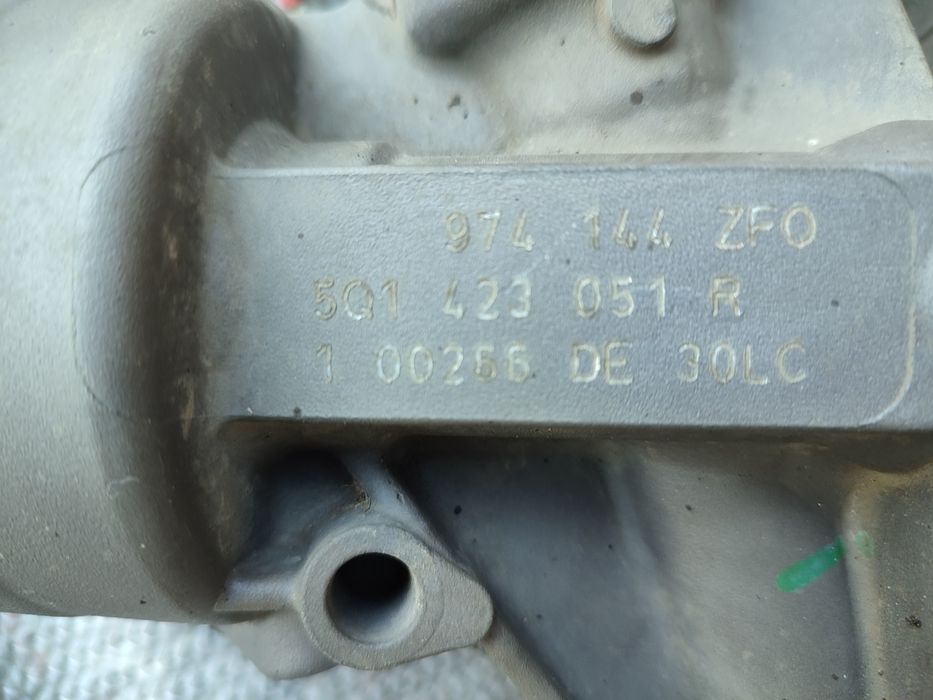 974 144 ZFO
5Q1 423 051 R
1 00266 DE 30LC